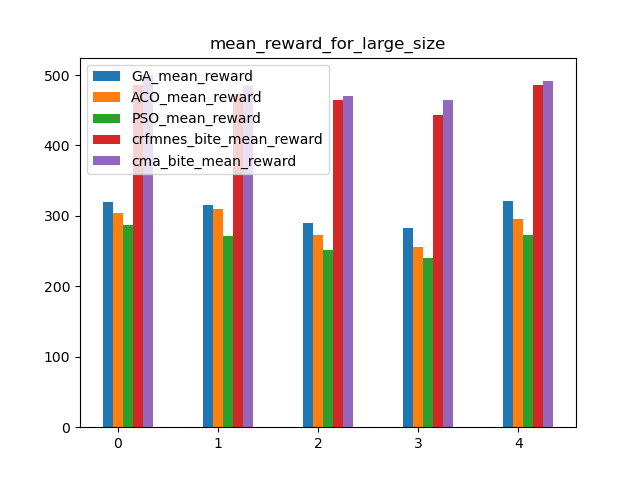 mean_reward_for_large_size
500
400
300
200
100
0
GA_mean_reward
ACO_mean_reward
PSO_mean_reward
crfmnes_bite_mean_reward
cma_bite_mean_reward
0 1 2 3 4